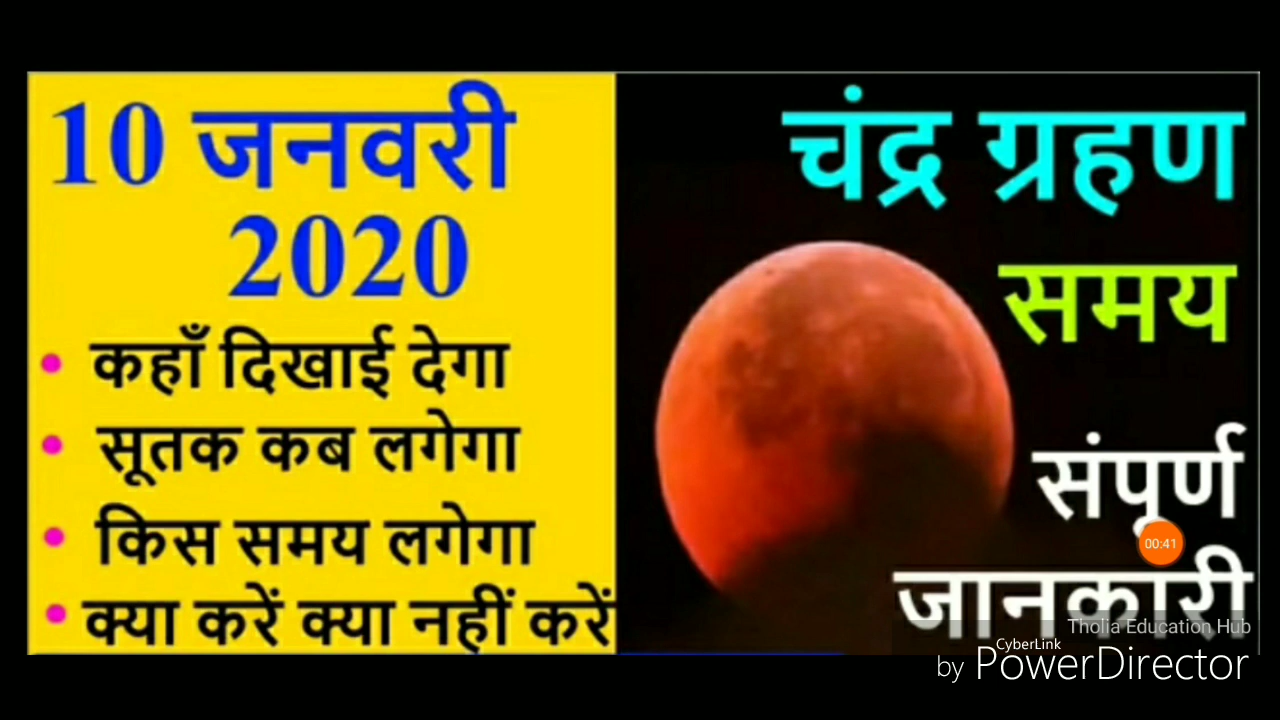 10 जनवरी
2020
• कहाँ दिखाई देगा
• सूतक कब लगेगा
• किस समय लगेगा
• क्या करें क्या नहीं करें
चंद्र ग्रहण
समय
संपूर्ण
00:41
जानकारी
Tholia Education Hub
CyberLink
by PowerDirector